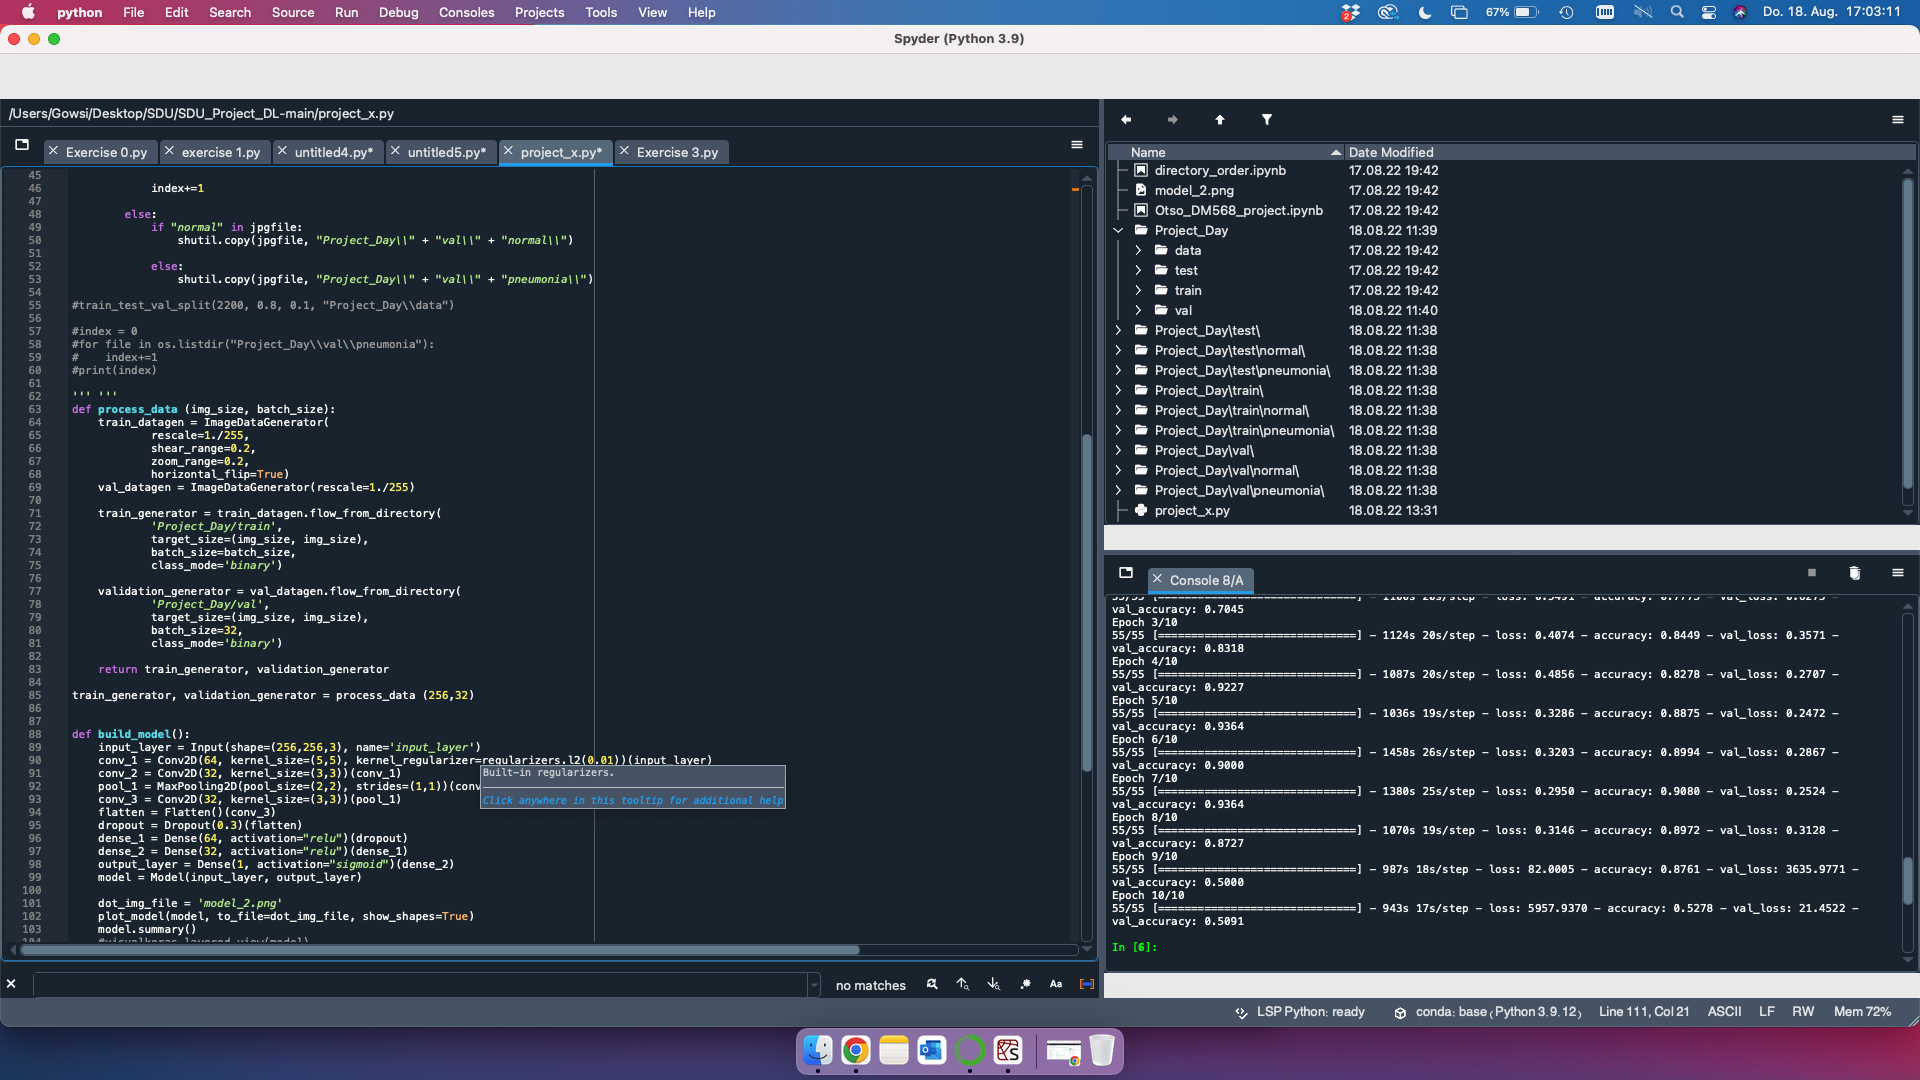 python File Edit Search Source Run Debug Consoles Projects Tools View Help 2 67% Do. 18. Aug. 17:03:11
Spyder (Python 3.9)
/Users/Gowsi/Desktop/SDU/SDU_Project_DL-main/project_x.py
Exercise 0.py exercise 1.py untitled4.py* untitled5.py* project_x.py* Exercise 3.py
45
46 index+=1
47
48 else:
49 if "normal" in jpgfile:
50 shutil.copy(jpgfile, "Project_Day\\" + "val\\" + "normal\\")
51
52 else:
53 shutil.copy(jpgfile, "Project_Day\\" + "val\\" + "pneumonia\\")
54
55 #train_test_val_split(2200, 0.8, 0.1, "Project_Day\\data")
56
57 #index = 0
58 #for file in os.listdir("Project_Day\\val\\pneumonia"):
59 # index+=1
60 #print(index)
61
62 ''' '''
63 def process_data (img_size, batch_size):
64 train_datagen = ImageDataGenerator(
65 rescale=1./255,
66 shear_range=0.2,
67 zoom_range=0.2,
68 horizontal_flip=True)
69 val_datagen = ImageDataGenerator(rescale=1./255)
70
71 train_generator = train_datagen.flow_from_directory(
72 'Project_Day/train',
73 target_size=(img_size, img_size),
74 batch_size=batch_size,
75 class_mode='binary')
76
77 validation_generator = val_datagen.flow_from_directory(
78 'Project_Day/val',
79 target_size=(img_size, img_size),
80 batch_size=32,
81 class_mode='binary')
82
83 return train_generator, validation_generator
84
85 train_generator, validation_generator = process_data (256,32)
86
87
88 def build_model():
89 input_layer = Input(shape=(256,256,3), name='input_layer')
90 conv_1 = Conv2D(64, kernel_size=(5,5), kernel_regularizer=regularizers.l2(0.01))(input_layer)
91 conv_2 = Conv2D(32, kernel_size=(3,3))(conv_1)
92 pool_1 = MaxPooling2D(pool_size=(2,2), strides=(1,1))(conv
93 conv_3 = Conv2D(32, kernel_size=(3,3))(pool_1)
94 flatten = Flatten()(conv_3)
95 dropout = Dropout(0.3)(flatten)
96 dense_1 = Dense(64, activation="relu")(dropout)
97 dense_2 = Dense(32, activation="relu")(dense_1)
98 output_layer = Dense(1, activation="sigmoid")(dense_2)
99 model = Model(input_layer, output_layer)
100
101 dot_img_file = 'model_2.png'
102 plot_model(model, to_file=dot_img_file, show_shapes=True)
103 model.summary()
104 #visualkeras.layered_view(model)
Built-in regularizers.
Click anywhere in this tooltip for additional help
no matches Aa
Name Date Modified
directory_order.ipynb 17.08.22 19:42
model_2.png 17.08.22 19:42
Otso_DM568_project.ipynb 17.08.22 19:42
Project_Day 18.08.22 11:39
data 17.08.22 19:42
test 17.08.22 19:42
train 17.08.22 19:42
val 18.08.22 11:40
Project_Day\test\ 18.08.22 11:38
Project_Day\test\normal\ 18.08.22 11:38
Project_Day\test\pneumonia\ 18.08.22 11:38
Project_Day\train\ 18.08.22 11:38
Project_Day\train\normal\ 18.08.22 11:38
Project_Day\train\pneumonia\ 18.08.22 11:38
Project_Day\val\ 18.08.22 11:38
Project_Day\val\normal\ 18.08.22 11:38
Project_Day\val\pneumonia\ 18.08.22 11:38
project_x.py 18.08.22 13:31
Console 8/A
val_accuracy: 0.7045
Epoch 3/10
55/55 [==============================] - 1124s 20s/step - loss: 0.4074 - accuracy: 0.8449 - val_loss: 0.3571 -
val_accuracy: 0.8318
Epoch 4/10
55/55 [==============================] - 1087s 20s/step - loss: 0.4856 - accuracy: 0.8278 - val_loss: 0.2707 -
val_accuracy: 0.9227
Epoch 5/10
55/55 [==============================] - 1036s 19s/step - loss: 0.3286 - accuracy: 0.8875 - val_loss: 0.2472 -
val_accuracy: 0.9364
Epoch 6/10
55/55 [==============================] - 1458s 26s/step - loss: 0.3203 - accuracy: 0.8994 - val_loss: 0.2867 -
val_accuracy: 0.9000
Epoch 7/10
55/55 [==============================] - 1380s 25s/step - loss: 0.2950 - accuracy: 0.9080 - val_loss: 0.2524 -
val_accuracy: 0.9364
Epoch 8/10
55/55 [==============================] - 1070s 19s/step - loss: 0.3146 - accuracy: 0.8972 - val_loss: 0.3128 -
val_accuracy: 0.8727
Epoch 9/10
55/55 [==============================] - 987s 18s/step - loss: 82.0005 - accuracy: 0.8761 - val_loss: 3635.9771 -
val_accuracy: 0.5000
Epoch 10/10
55/55 [==============================] - 943s 17s/step - loss: 5957.9370 - accuracy: 0.5278 - val_loss: 21.4522 -
val_accuracy: 0.5091
In [6]:
LSP Python: ready conda: base (Python 3.9.12) Line 111, Col 21 ASCII LF RW Mem 72%